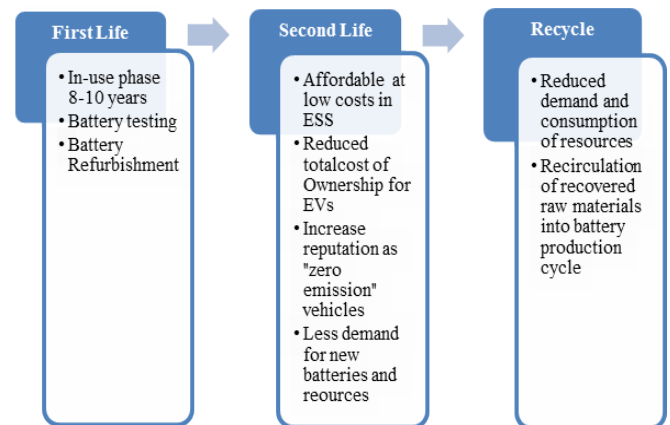 First Life
• In-use phase
8-10 years
• Battery testing
• Battery
Refurbishment
Second Life
• Affordable at
low costs in
ESS
• Reduced
totalcost of
Ownership for
EVs
• Increase
reputation as
"zero
emission"
vehicles
• Less demand
for new
batteries and
reources
Recycle
• Reduced
demand and
consumption
of resources
• Recirculation
of recovered
raw materials
into battery
production
cycle